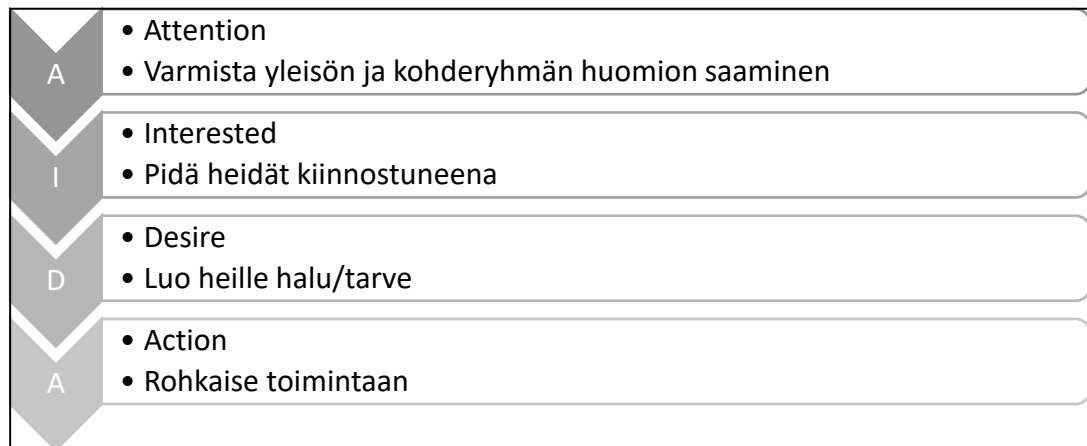 A
• Attention
• Varmista yleisön ja kohderyhmän huomion saaminen
I
• Interested
• Pidä heidät kiinnostuneena
D
• Desire
• Luo heille halu/tarve
A
• Action
• Rohkaise toimintaan